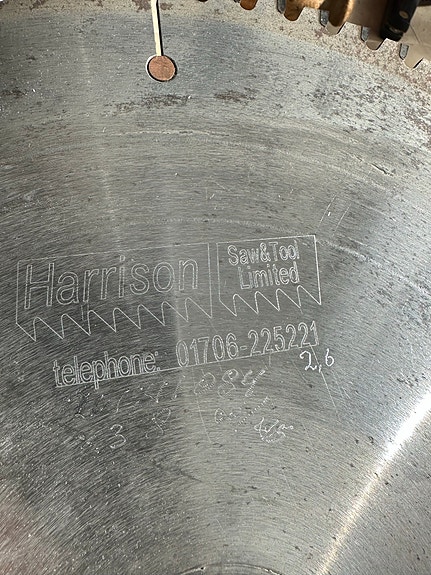 Harrison
Saw&Tool
Limited
telephone: 01706-225221
2,6